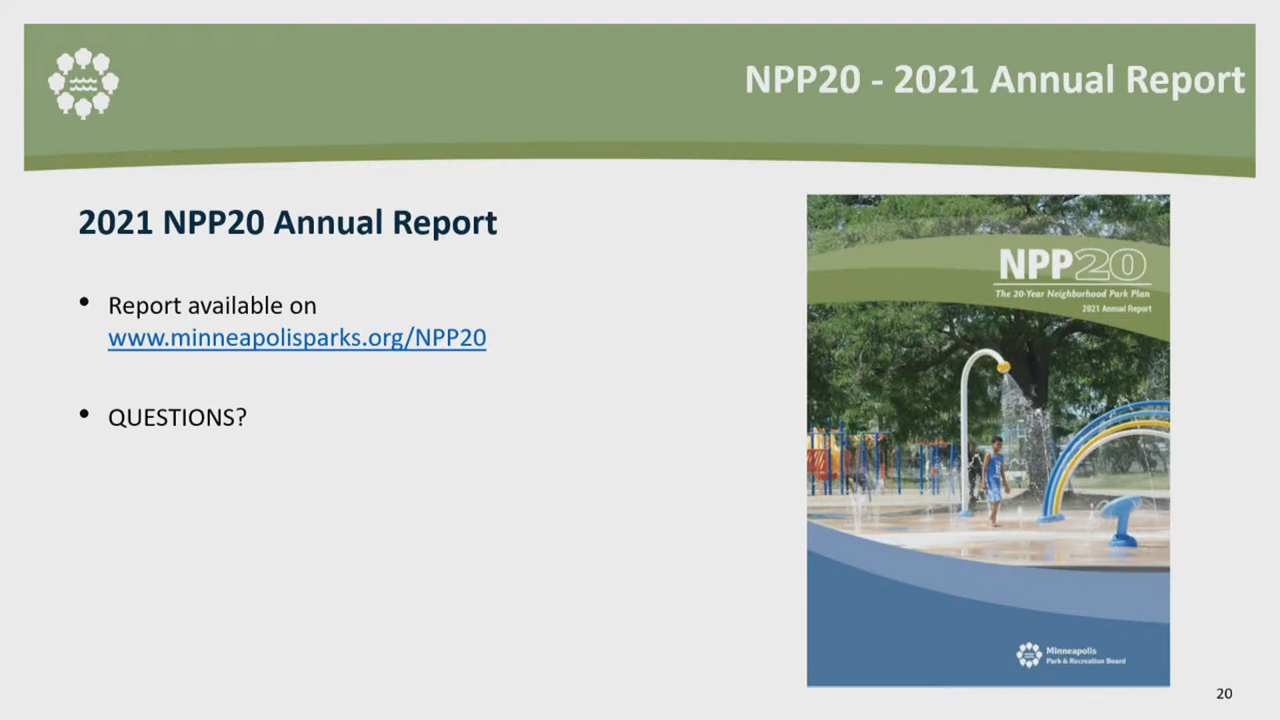 NPP20 - 2021 Annual Report
2021 NPP20 Annual Report
• Report available on
www.minneapolisparks.org/NPP20
• QUESTIONS?
NPP20
The 20-Year Neighborhood Park Plan
2021 Annual Report
Minneapolis
Park & Recreation Board
20